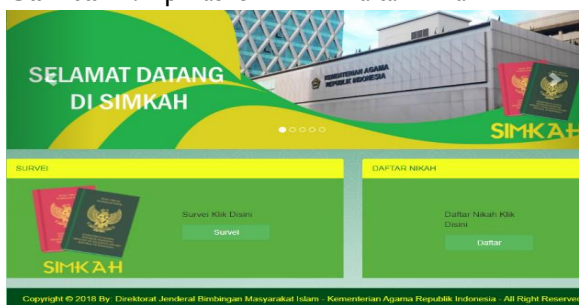 SELAMAT DATANG
DI SIMKAH
KEMENTERIAN AGAMA
REPUBLIK INDONESIA
SIMKAH
SURVEI
DAFTAR NIKAH
Survei Klik Disini
Survei
Daftar Nikah Klik
Disini
Daftar
SIMKAH
Copyright © 2018 By: Direktorat Jenderal Bimbingan Masyarakat Islam - Kementerian Agama Republik Indonesia - All Right Reserved